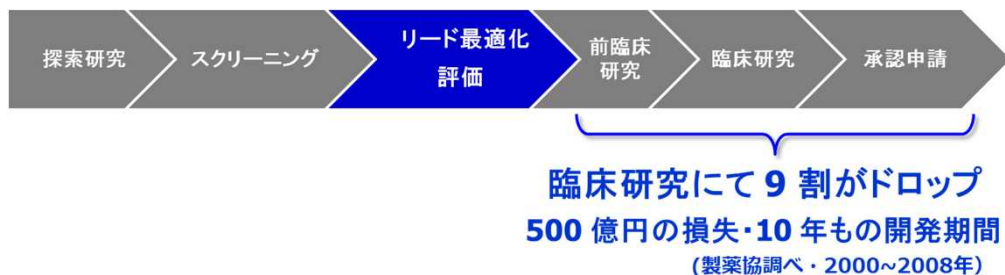 探索研究
スクリーニング
リード最適化
評価
前臨床
研究
臨床研究
承認申請
臨床研究にて 9 割がドロップ
500 億円の損失・10 年もの開発期間
(製薬協調べ・2000~2008年)